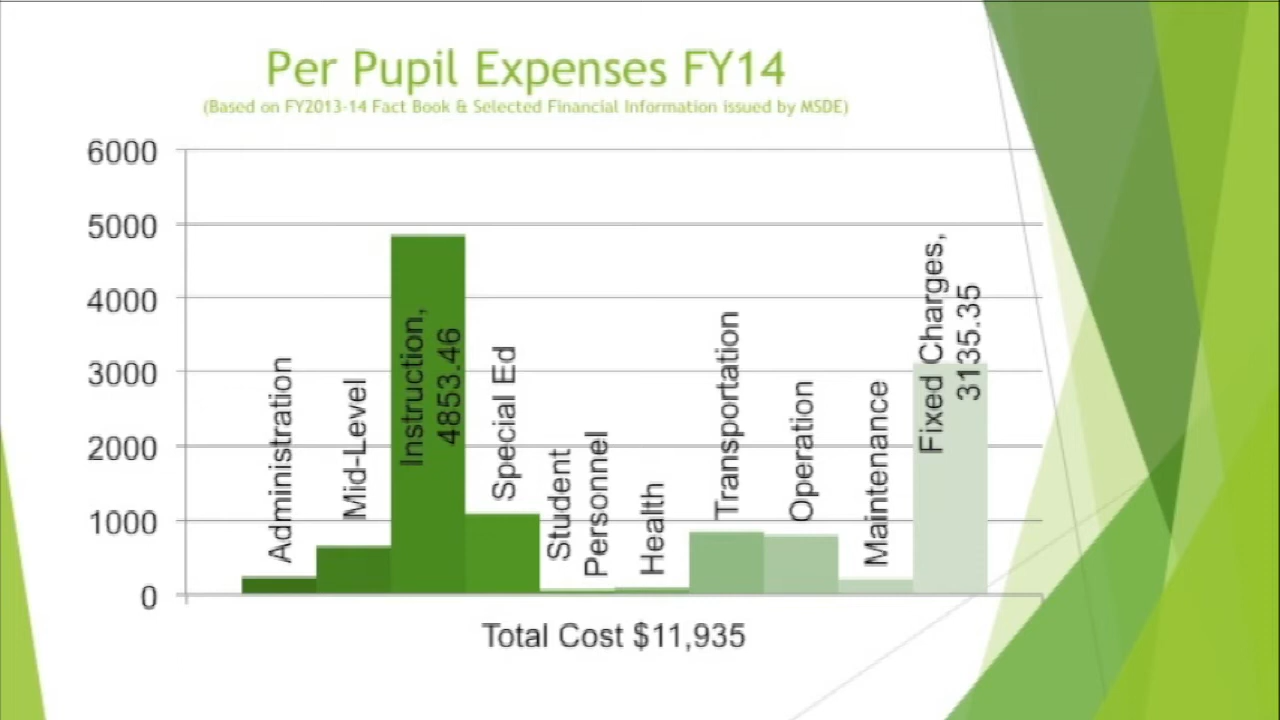 Per Pupil Expenses FY14
(Based on FY2013-14 Fact Book & Selected Financial Information issued by MSDE)
6000
5000
4000
3000
2000
1000
0
Administration
Mid-Level
Instruction,
4853.46
Special Ed
Student
Personnel
Health
Transportation
Operation
Maintenance
Fixed Charges,
3135.35
Total Cost $11,935